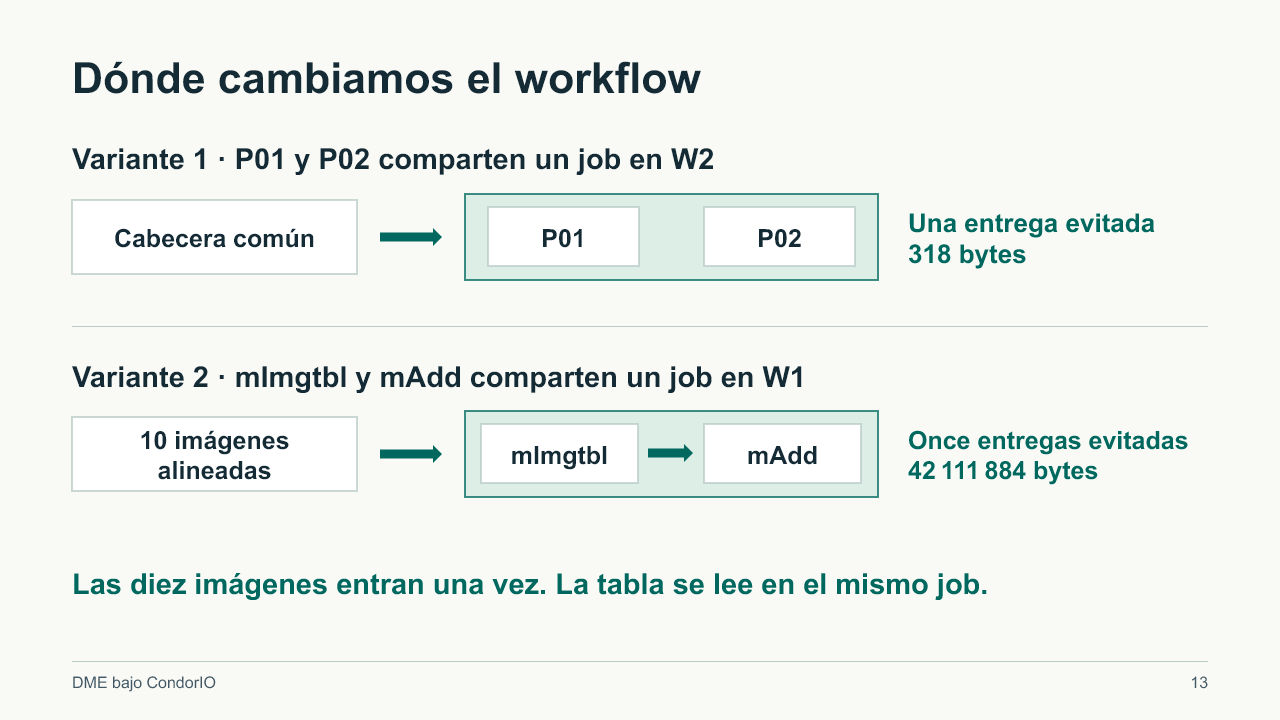 Dónde cambiamos el workflow
Variante 1 · P01 y P02 comparten un job en W2
Cabecera común
P01
P02
Una entrega evitada
318 bytes
Variante 2 · mImgtbl y mAdd comparten un job en W1
10 imágenes
alineadas
mImgtbl
mAdd
Once entregas evitadas
42 111 884 bytes
Las diez imágenes entran una vez. La tabla se lee en el mismo job.
DME bajo CondorIO
13